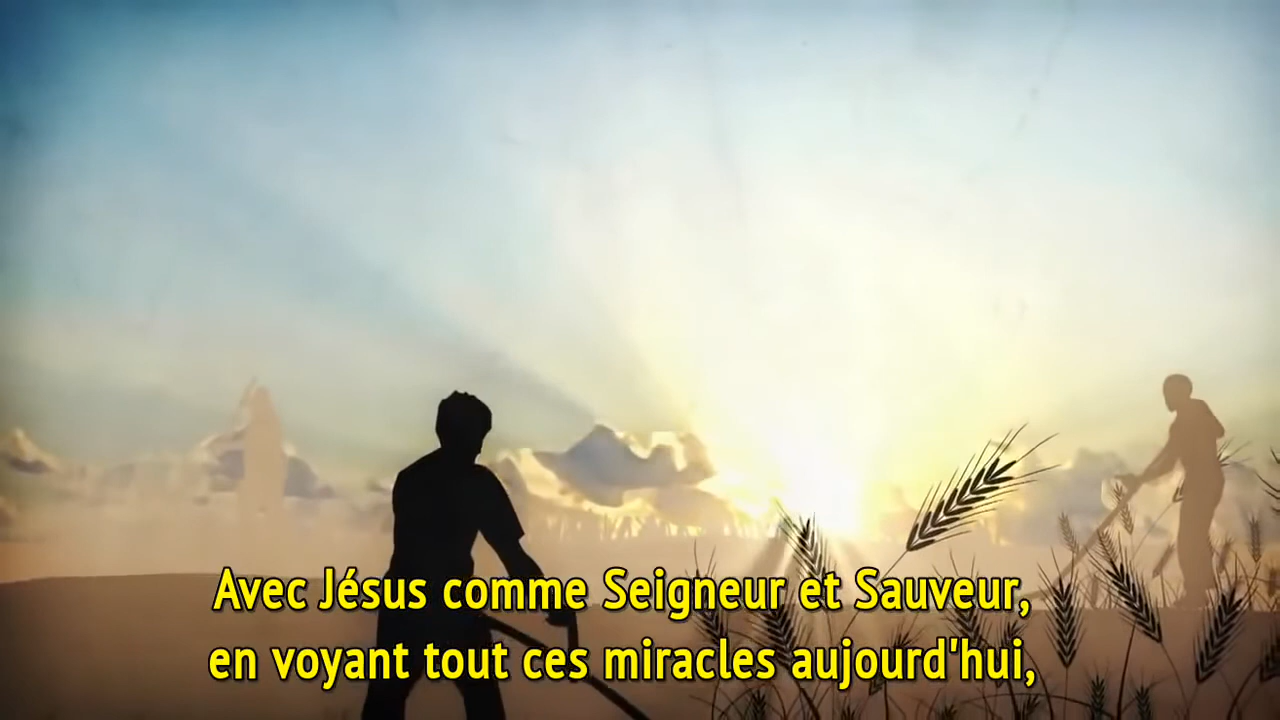 Avec Jésus comme Seigneur et Sauveur,
en voyant tout ces miracles aujourd'hui,